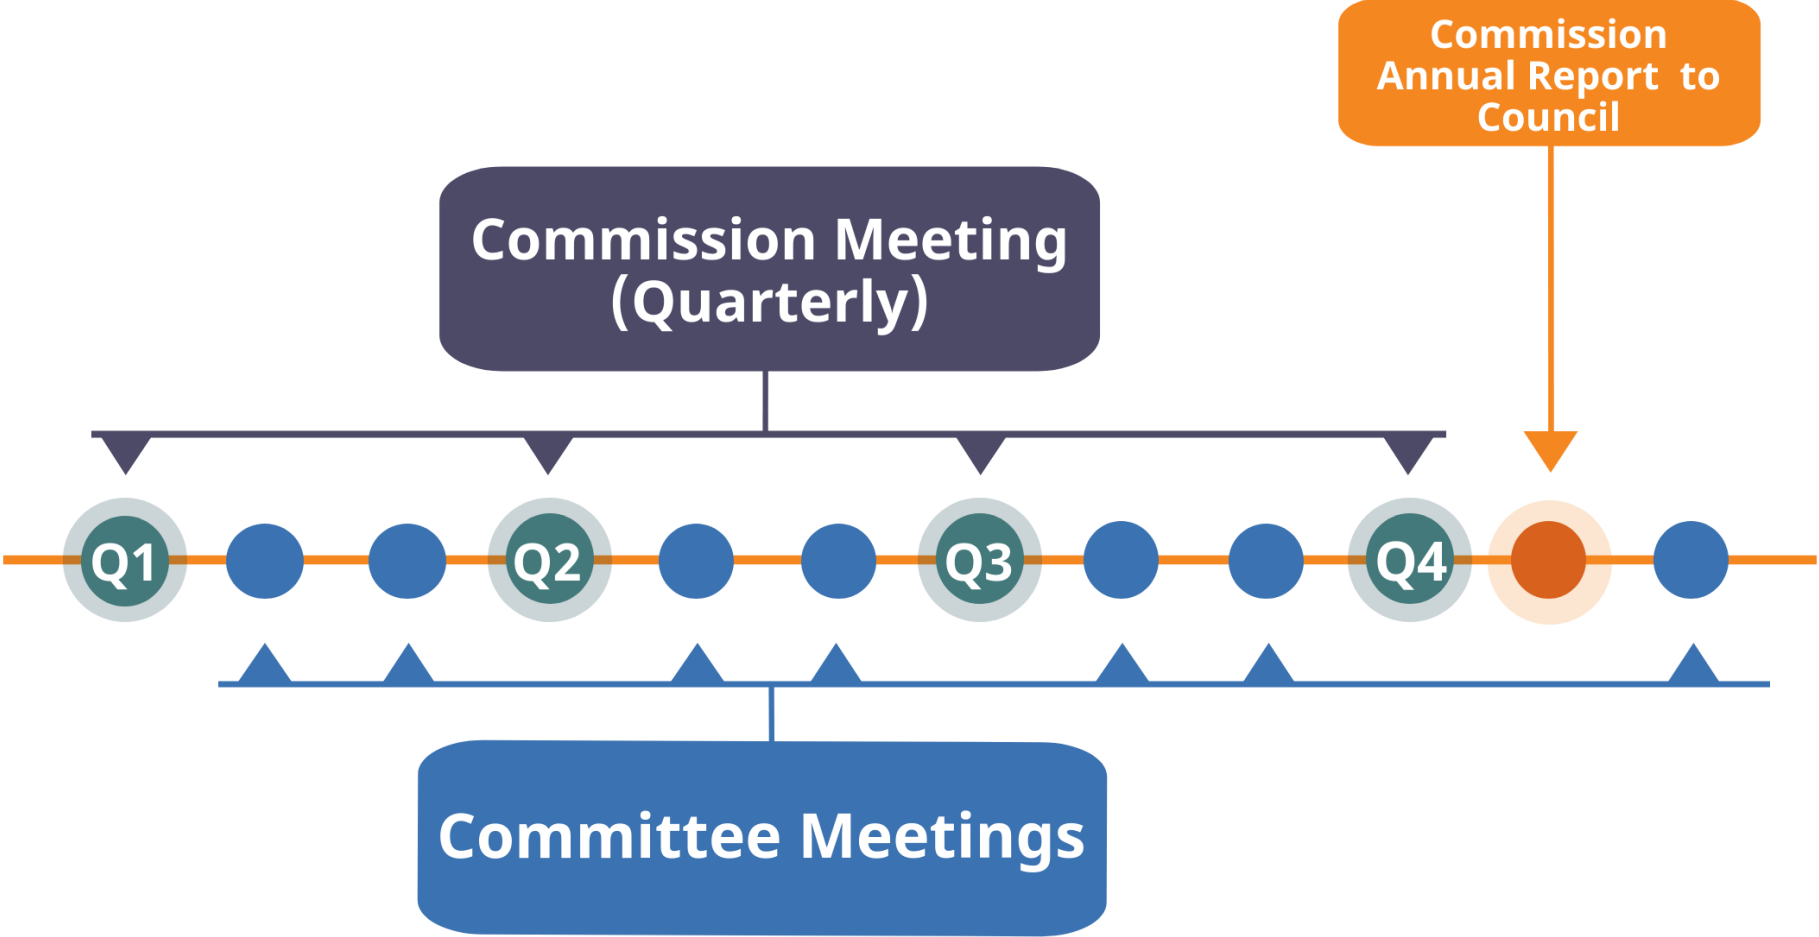 Commission
Annual Report to
Council
Commission Meeting
(Quarterly)
Q1
Q2
Q3
Q4
Committee Meetings